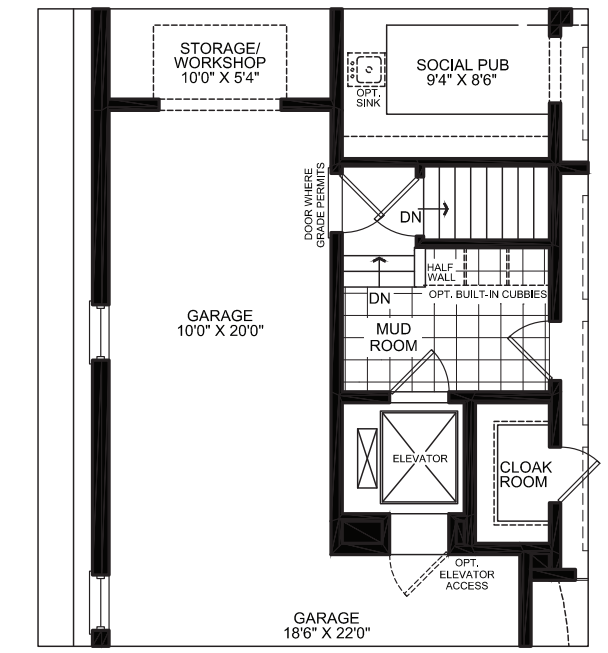 STORAGE/
WORKSHOP
10'0" X 5'4"
SOCIAL PUB
9'4" X 8'6"
OPT.
SINK
DOOR WHERE
GRADE PERMITS
DN
HALF
WALL
DN
OPT. BUILT-IN CUBBIES
GARAGE
10'0" X 20'0"
MUD
ROOM
ELEVATOR
CLOAK
ROOM
OPT.
ELEVATOR
ACCESS
GARAGE
18'6" X 22'0"